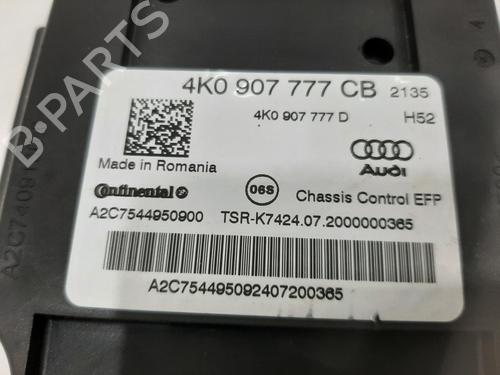 4K0 907 777 CB 2135
4K0 907 777 D H52
Made in Romania
Audi
Continental
06S
Chassis Control EFP
A2C7544950900 TSR-K7424.07.2000000365
A2C754495092407200365
B-PARTS
4